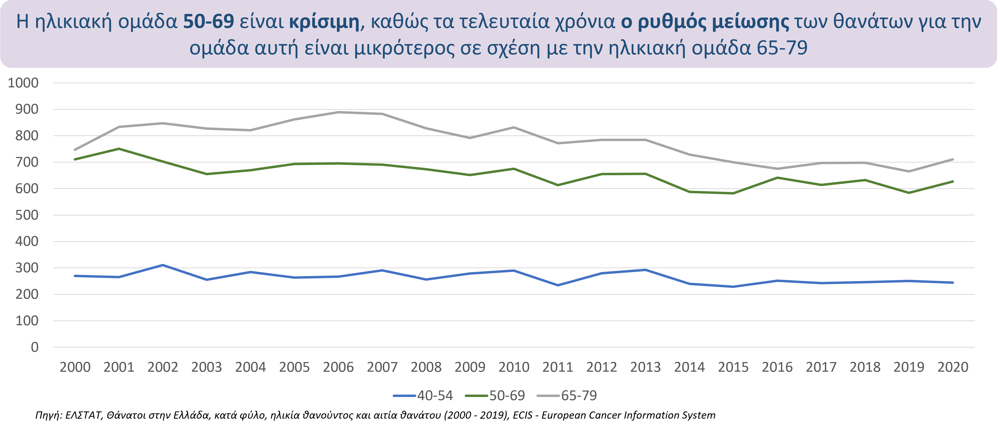 Η ηλικιακή ομάδα 50-69 είναι κρίσιμη, καθώς τα τελευταία χρόνια ο ρυθμός μείωσης των θανάτων για την
ομάδα αυτή είναι μικρότερος σε σχέση με την ηλικιακή ομάδα 65-79
1000
900
800
700
600
500
400
300
200
100
0
2000 2001 2002 2003 2004 2005 2006 2007 2008 2009 2010 2011 2012 2013 2014 2015 2016 2017 2018 2019 2020
40-54 50-69 65-79
Πηγή: ΕΛΣΤΑΤ, Θάνατοι στην Ελλάδα, κατά φύλο, ηλικία θανούντος και αιτία θανάτου (2000 - 2019), ECIS - European Cancer Information System